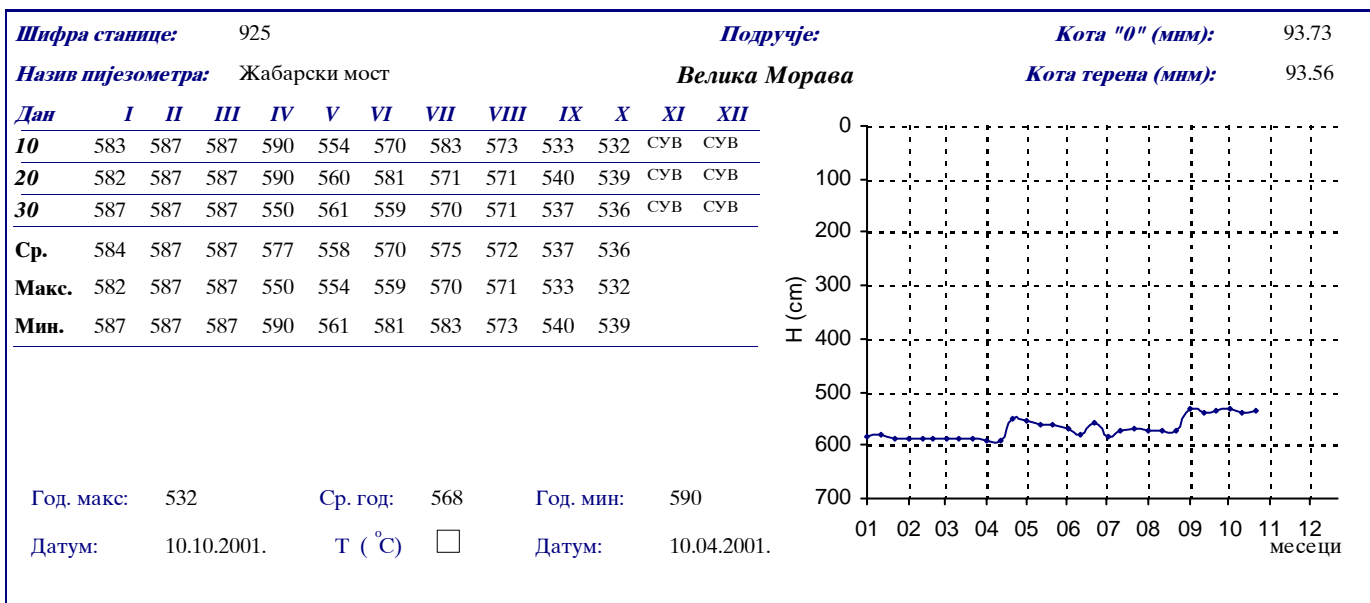 Шифра станице: 925 Подручје: Кота "0" (мнм): 93.73
Назив пијезометра: Жабарски мост Велика Морава Кота терена (мнм): 93.56
Дан I II III IV V VI VII VIII IX X XI XII
10 583 587 587 590 554 570 583 573 533 532 СУВ СУВ
20 582 587 587 590 560 581 571 571 540 539 СУВ СУВ
30 587 587 587 550 561 559 570 571 537 536 СУВ СУВ
Ср. 584 587 587 577 558 570 575 572 537 536
Макс. 582 587 587 550 554 559 570 571 533 532
Мин. 587 587 587 590 561 581 583 573 540 539
0
100
200
300
400
500
600
700
H (cm)
01 02 03 04 05 06 07 08 09 10 11 12
месеци
Год. макс: 532 Ср. год: 568 Год. мин: 590
Датум: 10.10.2001. Т ( °C) Датум: 10.04.2001.